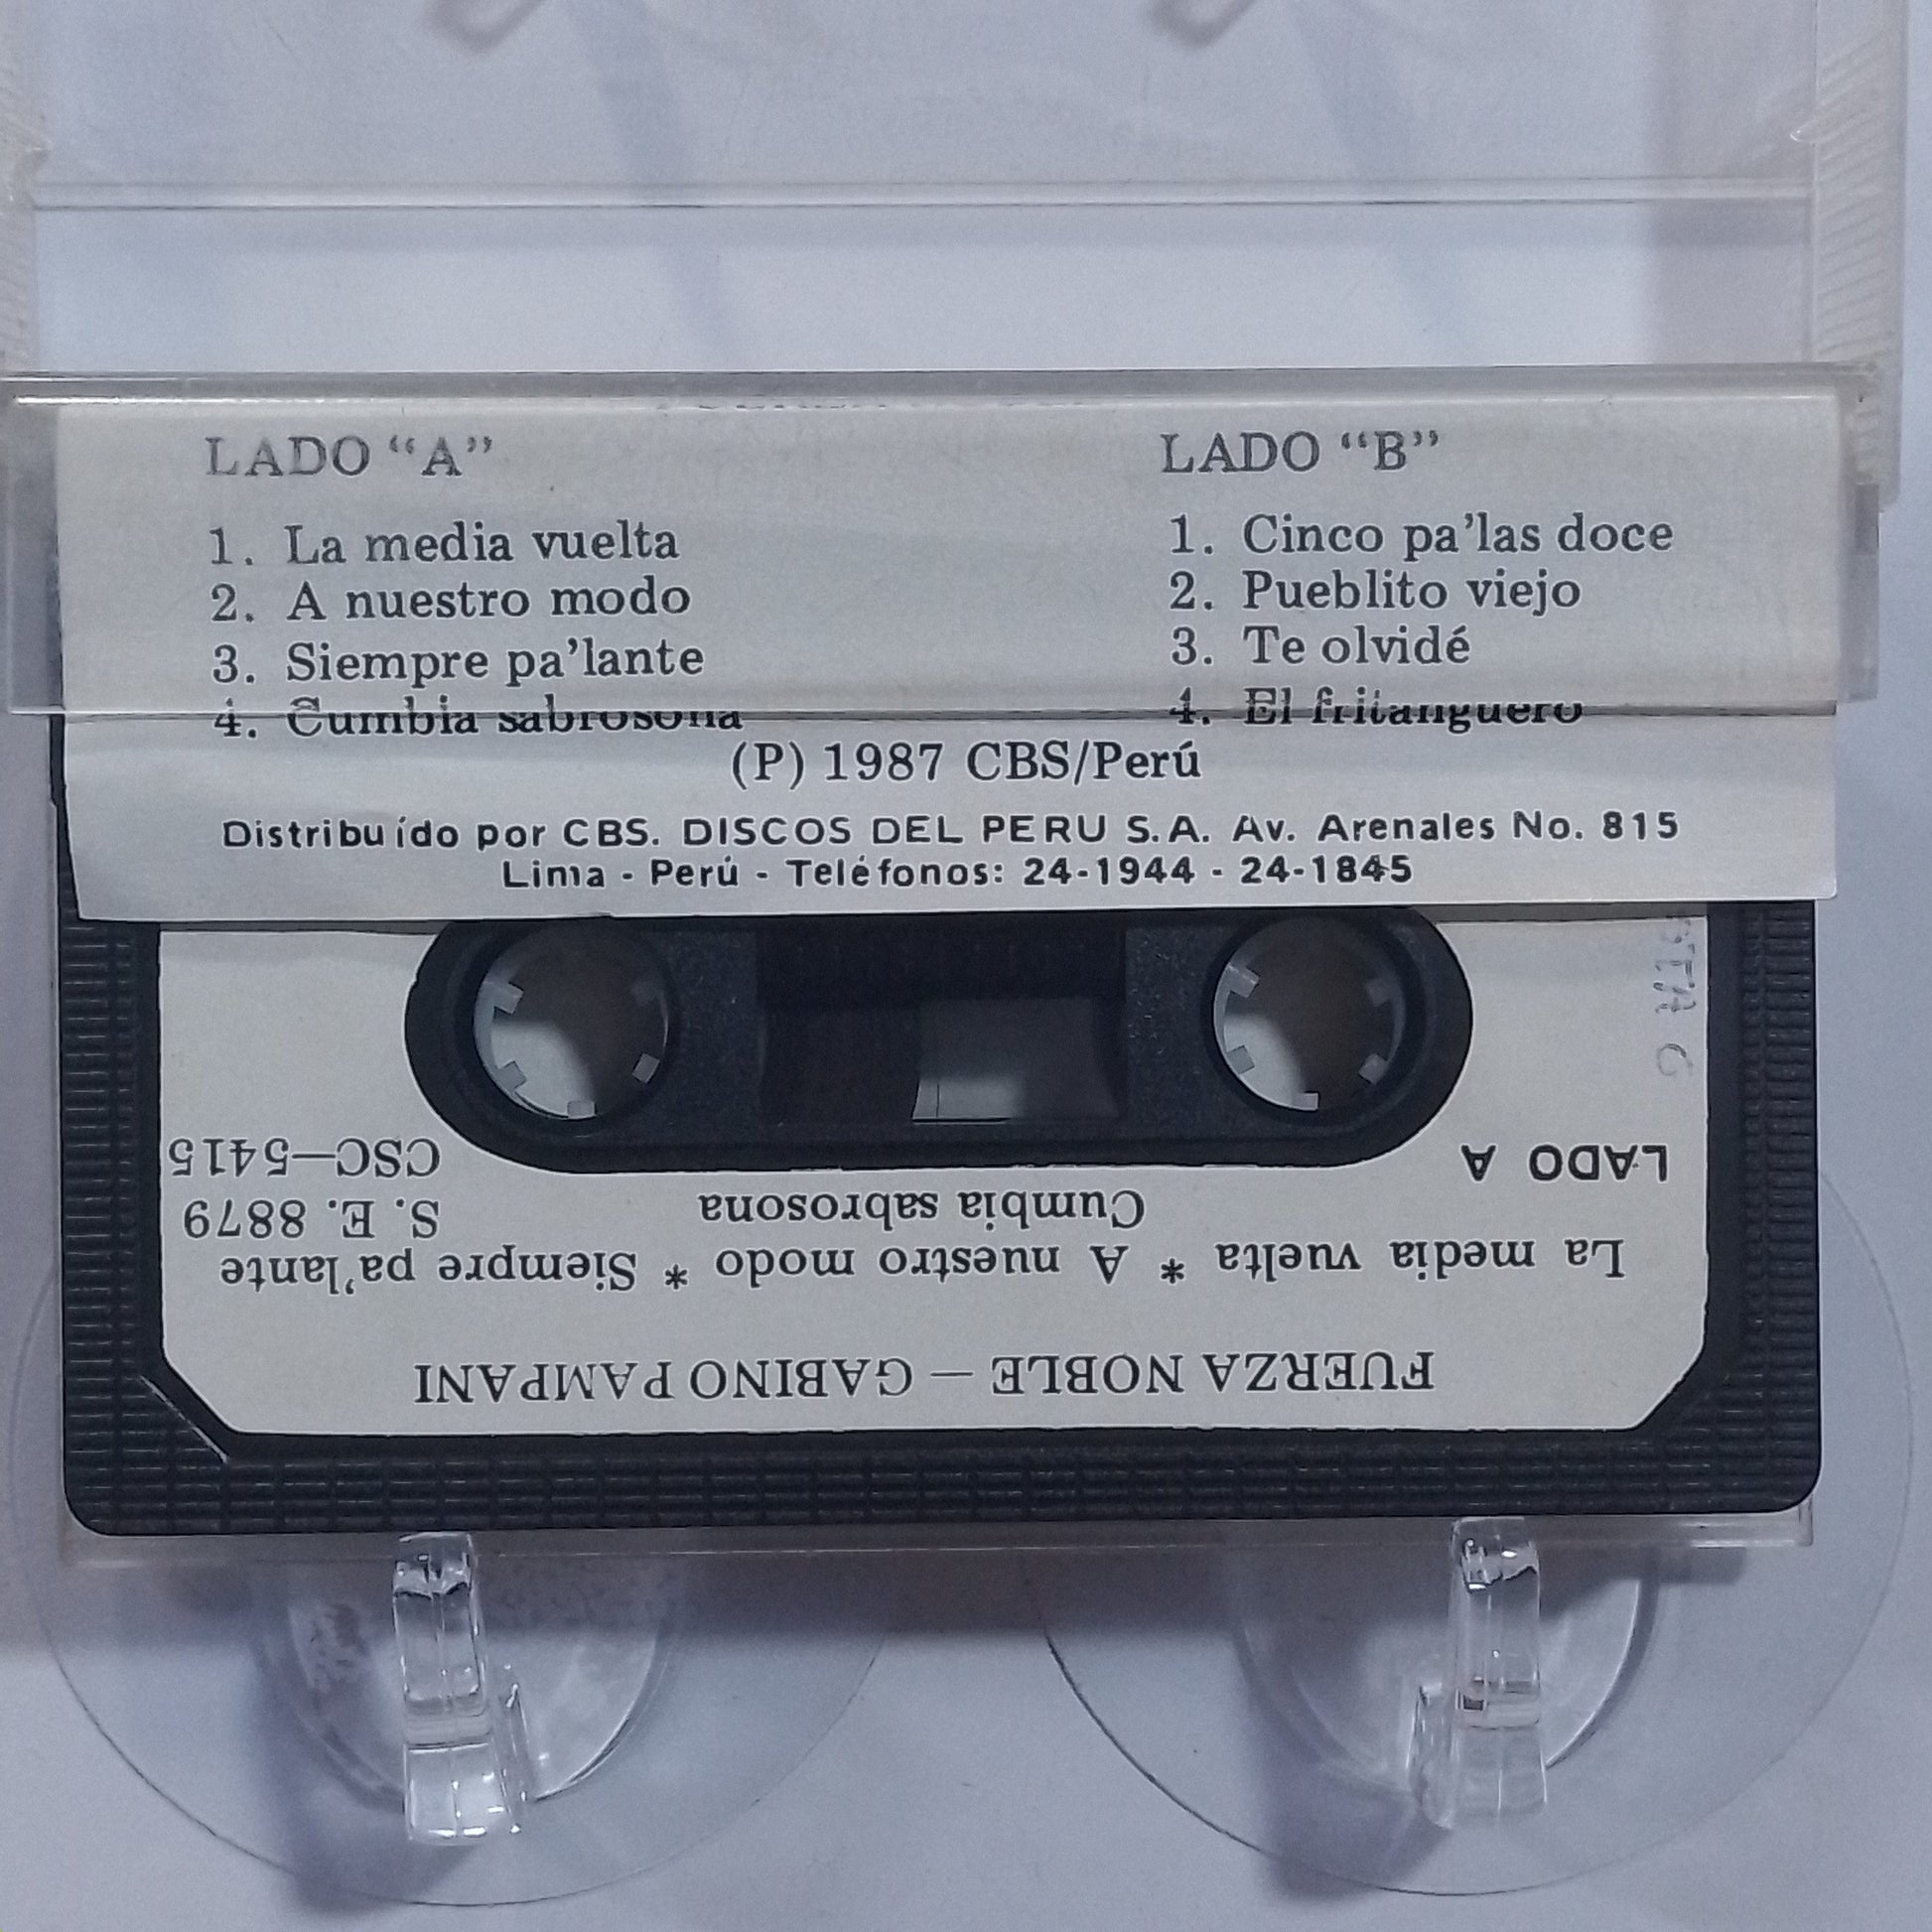 LADO “A”
1. La media vuelta
2. A nuestro modo
3. Siempre pa’lante
4. Cumbia sabrosona
LADO “B”
1. Cinco pa’las doce
2. Pueblito viejo
3. Te olvidé
4. El fritanguero
(P) 1987 CBS/Perú
Distribuído por CBS. DISCOS DEL PERU S.A. Av. Arenales No. 815
Lima - Perú - Teléfonos: 24-1944 - 24-1845
FUERZA NOBLE — GABINO PAMPANI
La media vuelta * A nuestro modo * Siempre pa’lante
Cumbia sabrosona
S. E. 8879
LADO A
CSC—5415